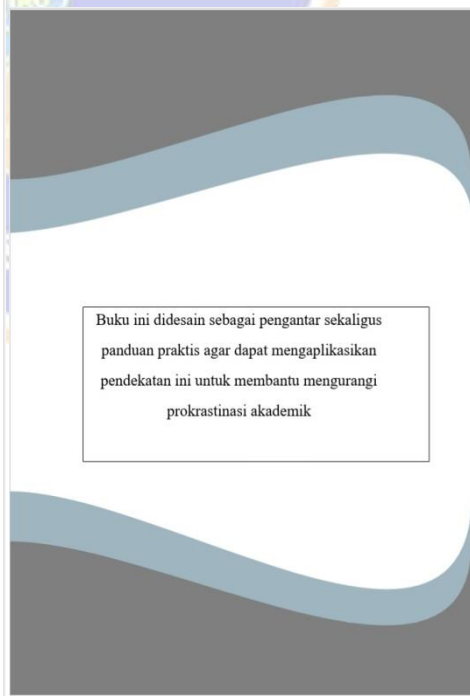 Buku ini didesain sebagai pengantar sekaligus
panduan praktis agar dapat mengaplikasikan
pendekatan ini untuk membantu mengurangi
prokrastinasi akademik